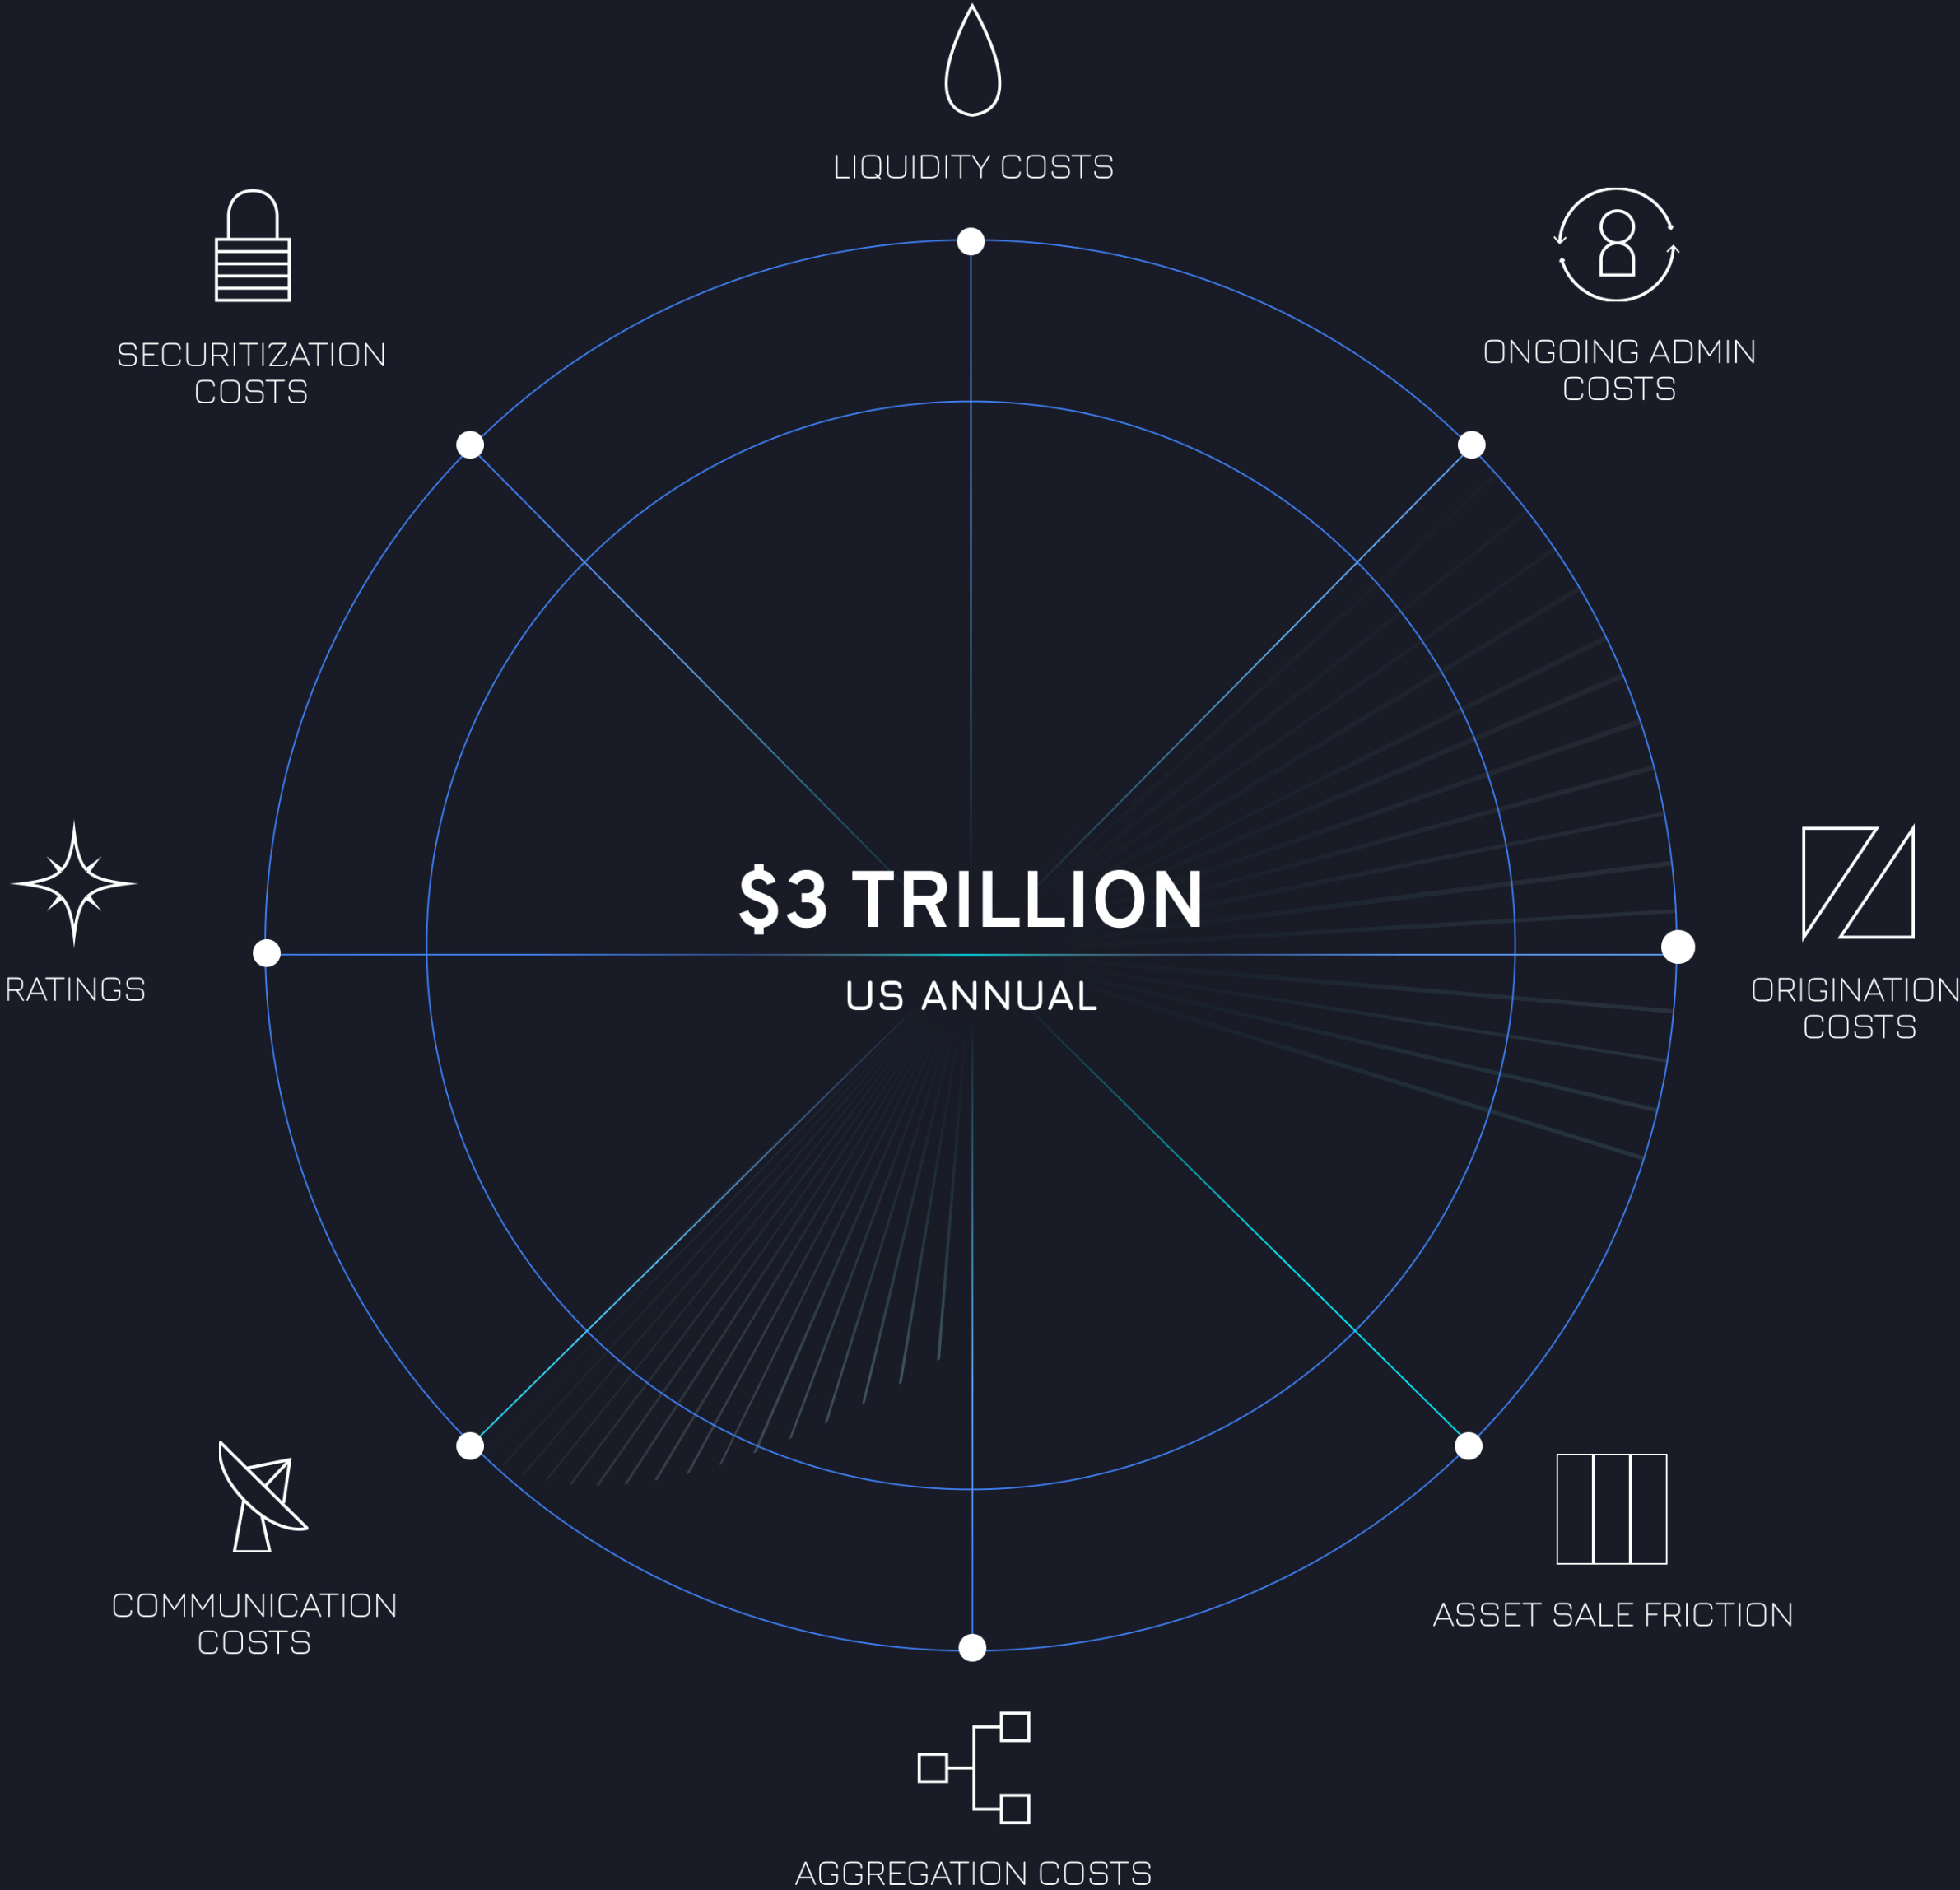 LIQUIDITY COSTS
SECURITIZATION
COSTS
ONGOING ADMIN
COSTS
$3 TRILLION
US ANNUAL
RATINGS
ORIGINATION
COSTS
COMMUNICATION
COSTS
ASSET SALE FRICTION
AGGREGATION COSTS